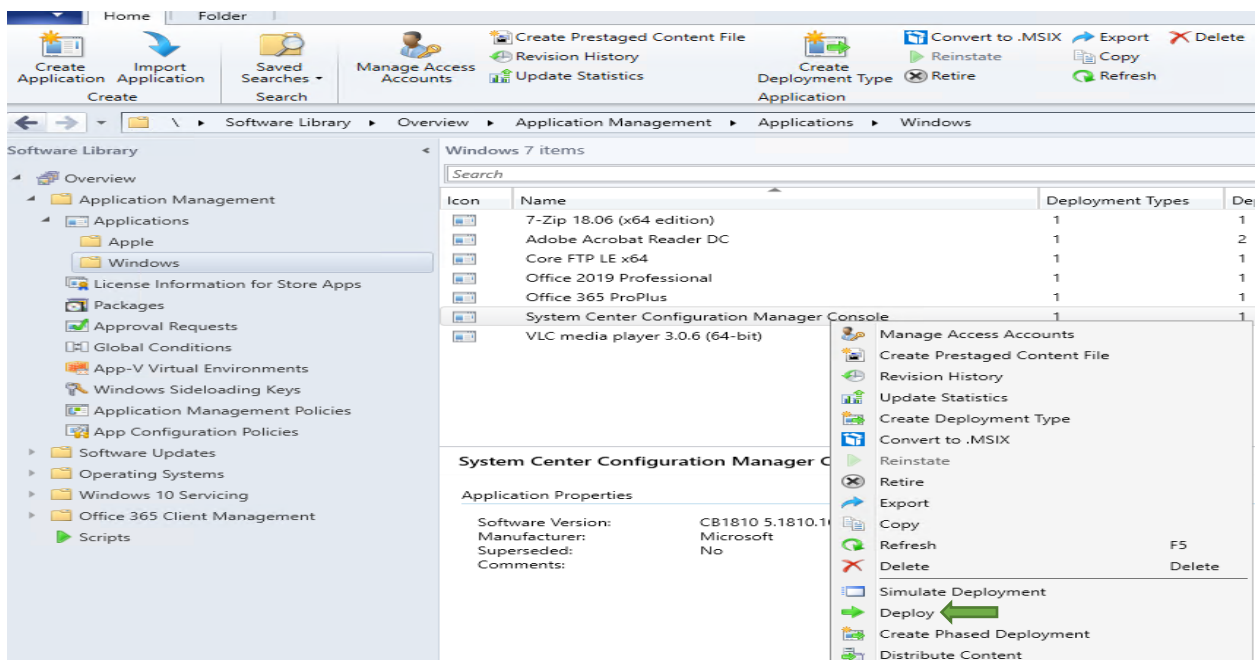 Home Folder
Create Application
Import Application
Create
Saved Searches
Search
Manage Access Accounts
Create Prestaged Content File
Revision History
Update Statistics
Create Deployment Type
Application
Convert to .MSIX
Reinstate
Retire
Export
Copy
Refresh
Delete
\ Software Library Overview Application Management Applications Windows
Software Library
Overview
Application Management
Applications
Apple
Windows
License Information for Store Apps
Packages
Approval Requests
Global Conditions
App-V Virtual Environments
Windows Sideloading Keys
Application Management Policies
App Configuration Policies
Software Updates
Operating Systems
Windows 10 Servicing
Office 365 Client Management
Scripts
Windows 7 items
Search
Icon Name Deployment Types De
7-Zip 18.06 (x64 edition) 1 1
Adobe Acrobat Reader DC 1 2
Core FTP LE x64 1 1
Office 2019 Professional 1 1
Office 365 ProPlus 1 1
System Center Configuration Manager Console 1 1
VLC media player 3.0.6 (64-bit)
System Center Configuration Manager C
Application Properties
Software Version: CB1810 5.1810.1
Manufacturer: Microsoft
Superseded: No
Comments:
Manage Access Accounts
Create Prestaged Content File
Revision History
Update Statistics
Create Deployment Type
Convert to .MSIX
Reinstate
Retire
Export
Copy
Refresh F5
Delete Delete
Simulate Deployment
Deploy
Create Phased Deployment
Distribute Content